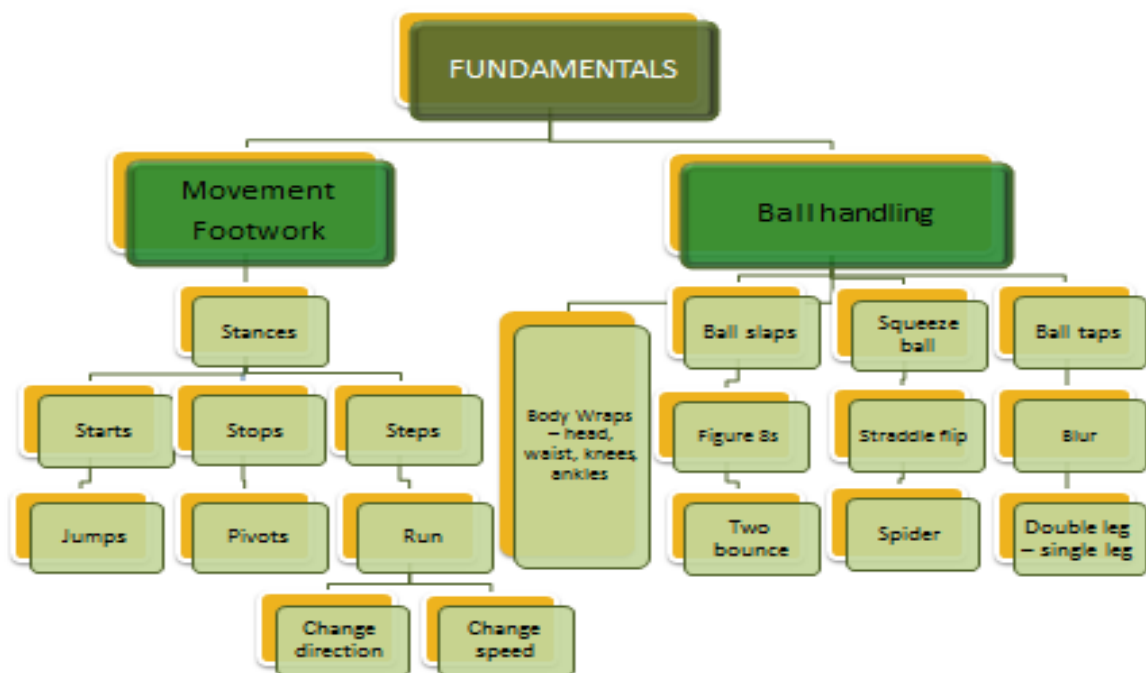 FUNDAMENTALS
Movement
Footwork
Ball handling
Stances
Ball slaps
Squeeze
ball
Ball taps
Starts
Stops
Steps
Body Wraps
– head,
waist, knees,
ankles
Figure 8s
Straddle flip
Blur
Jumps
Pivots
Run
Two
bounce
Spider
Double leg
– single leg
Change
direction
Change
speed